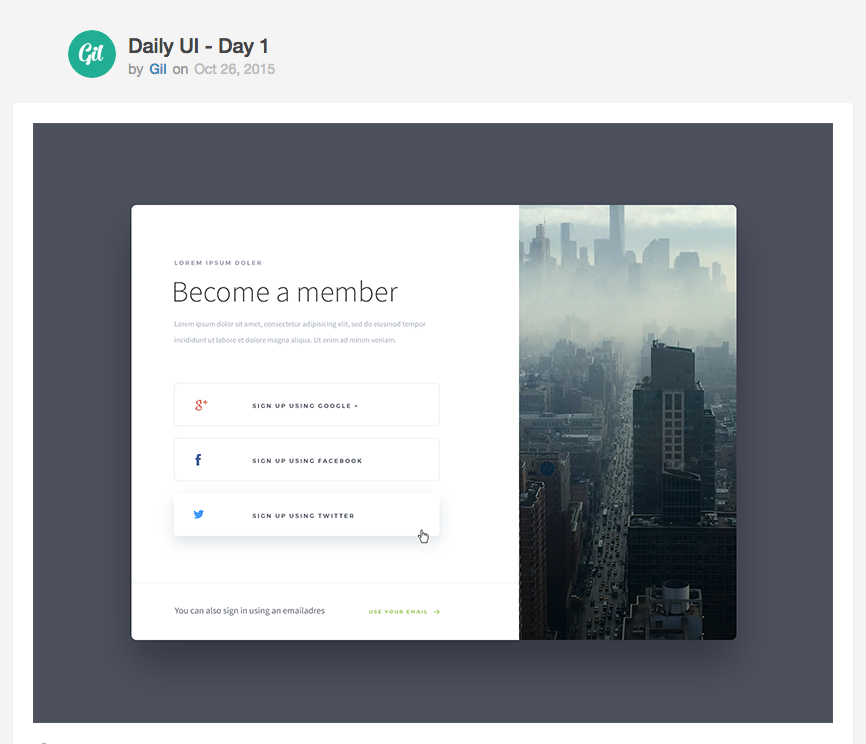 Gil
Daily UI - Day 1
by Gil on Oct 26, 2015
LOREM IPSUM DOLER
Become a member
Lorem ipsum dolor sit amet, consectetur adipisicing elit, sed do eiusmod tempor
incididunt ut labore et dolore magna aliqua. Ut enim ad minim veniam.
g+ SIGN UP USING GOOGLE +
f SIGN UP USING FACEBOOK
SIGN UP USING TWITTER
You can also sign in using an emailadres USE YOUR EMAIL →